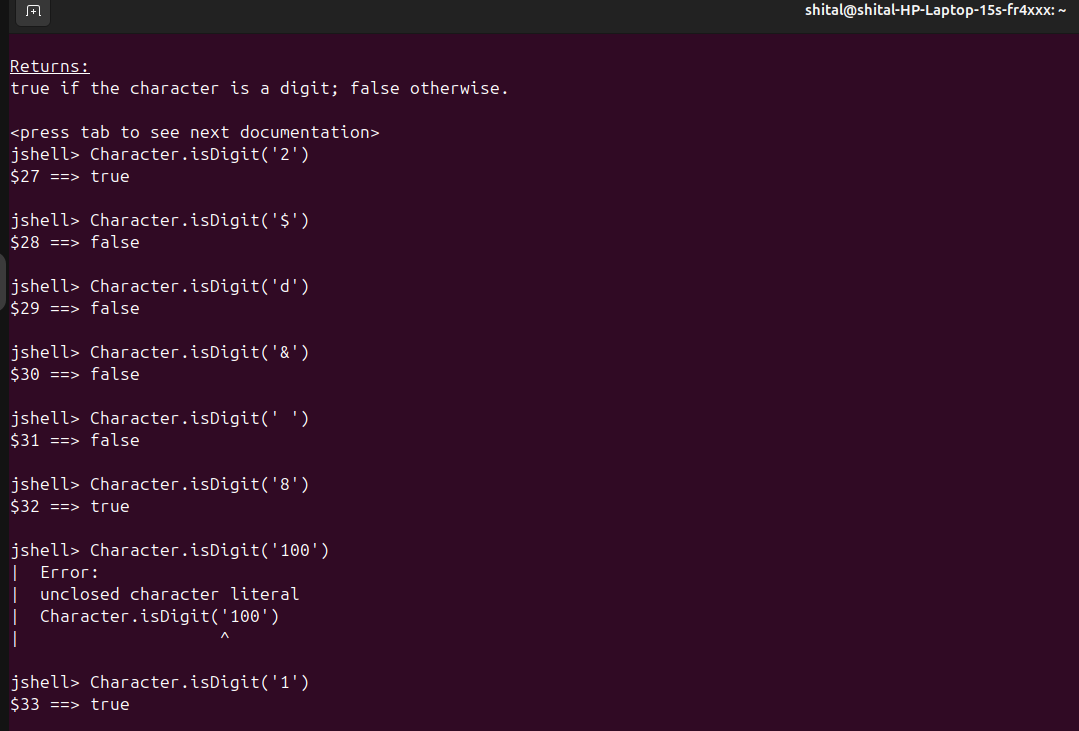 shital@shital-HP-Laptop-15s-fr4xxx: ~
Returns:
true if the character is a digit; false otherwise.
<press tab to see next documentation>
jshell> Character.isDigit('2')
$27 ==> true
jshell> Character.isDigit('$')
$28 ==> false
jshell> Character.isDigit('d')
$29 ==> false
jshell> Character.isDigit('&')
$30 ==> false
jshell> Character.isDigit(' ')
$31 ==> false
jshell> Character.isDigit('8')
$32 ==> true
jshell> Character.isDigit('100')
|  Error:
|  unclosed character literal
|  Character.isDigit('100')
|                    ^
jshell> Character.isDigit('1')
$33 ==> true